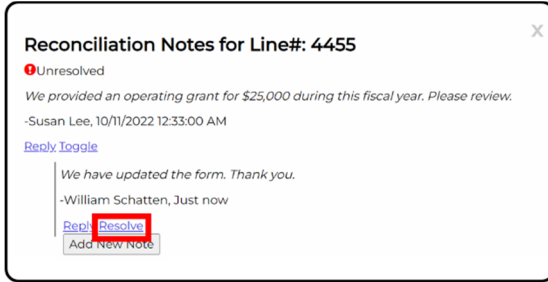 X
Reconciliation Notes for Line#: 4455
Unresolved
We provided an operating grant for $25,000 during this fiscal year. Please review.
-Susan Lee, 10/11/2022 12:33:00 AM
Reply Toggle
We have updated the form. Thank you.
-William Schatten, Just now
Reply Resolve
Add New Note